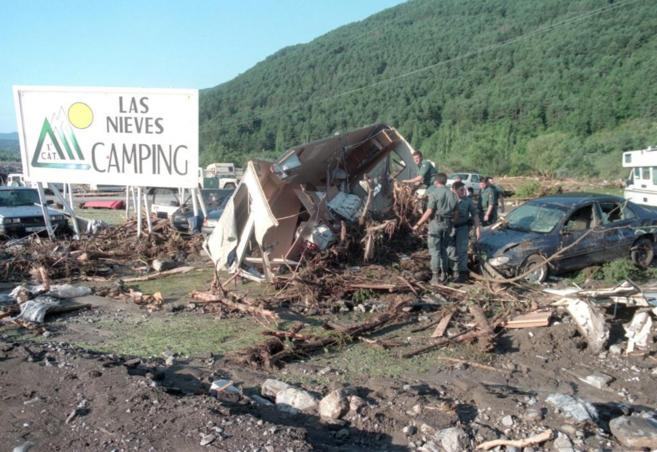 LAS
NIEVES
CAMPING
1ª CAT.